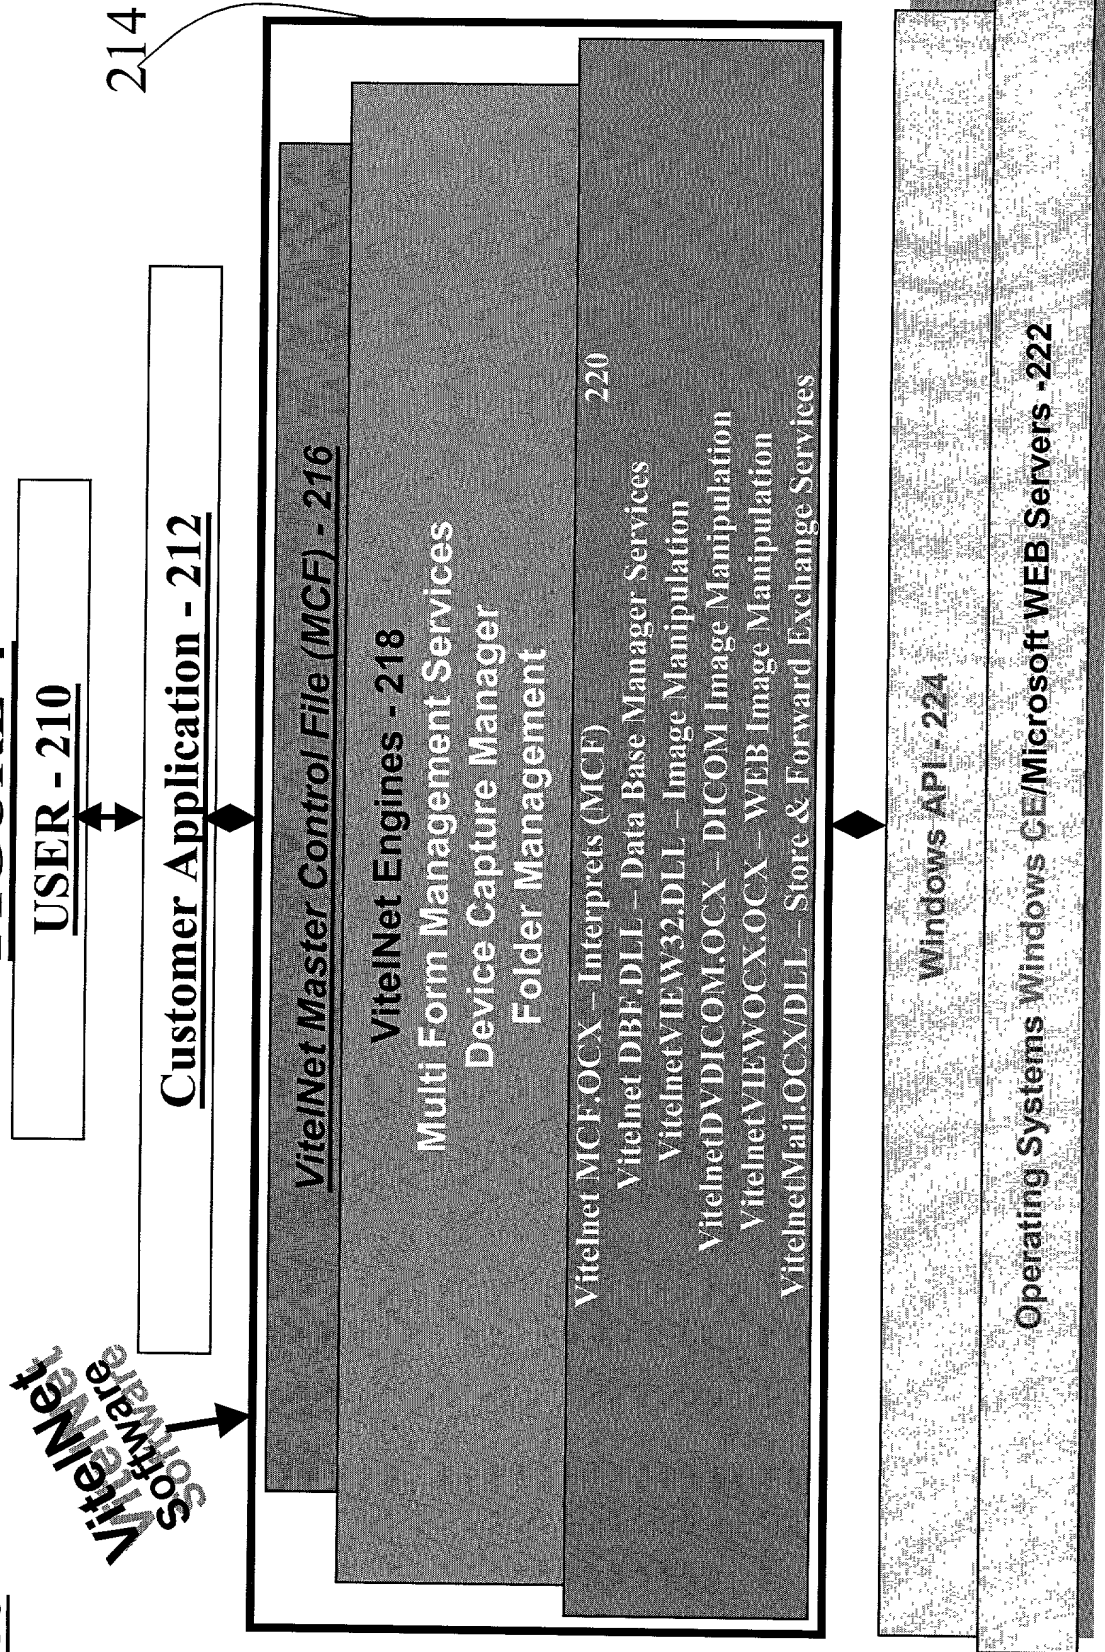 USER - 210
Customer Application - 212
214
VitelNet
Software
VitelNet Master Control File (MCF) - 216
VitelNet Engines - 218
Multi Form Management Services
Device Capture Manager
Folder Management
Vitelnet MCF.OCX – Interprets (MCF) 220
Vitelnet DBF.DLL – Data Base Manager Services
VitelnetVIEW32.DLL – Image Manipulation
VitelnetDVDICOM.OCX – DICOM Image Manipulation
VitelnetVIEWOCX.OCX – WEB Image Manipulation
VitelnetMail.OCX/DLL – Store & Forward Exchange Services
Windows API - 224
Operating Systems Windows CE/Microsoft WEB Servers -222